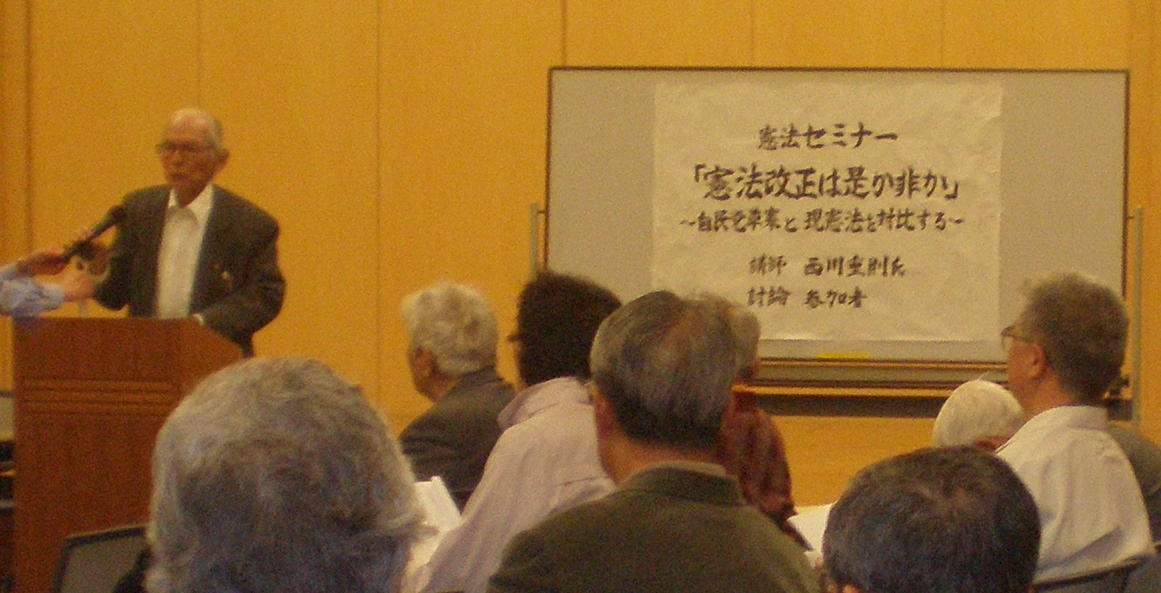 憲法セミナー
「憲法改正は是か非か」
~自民党草案と現憲法を対比する~
講師 西川重則氏
討論 参加者